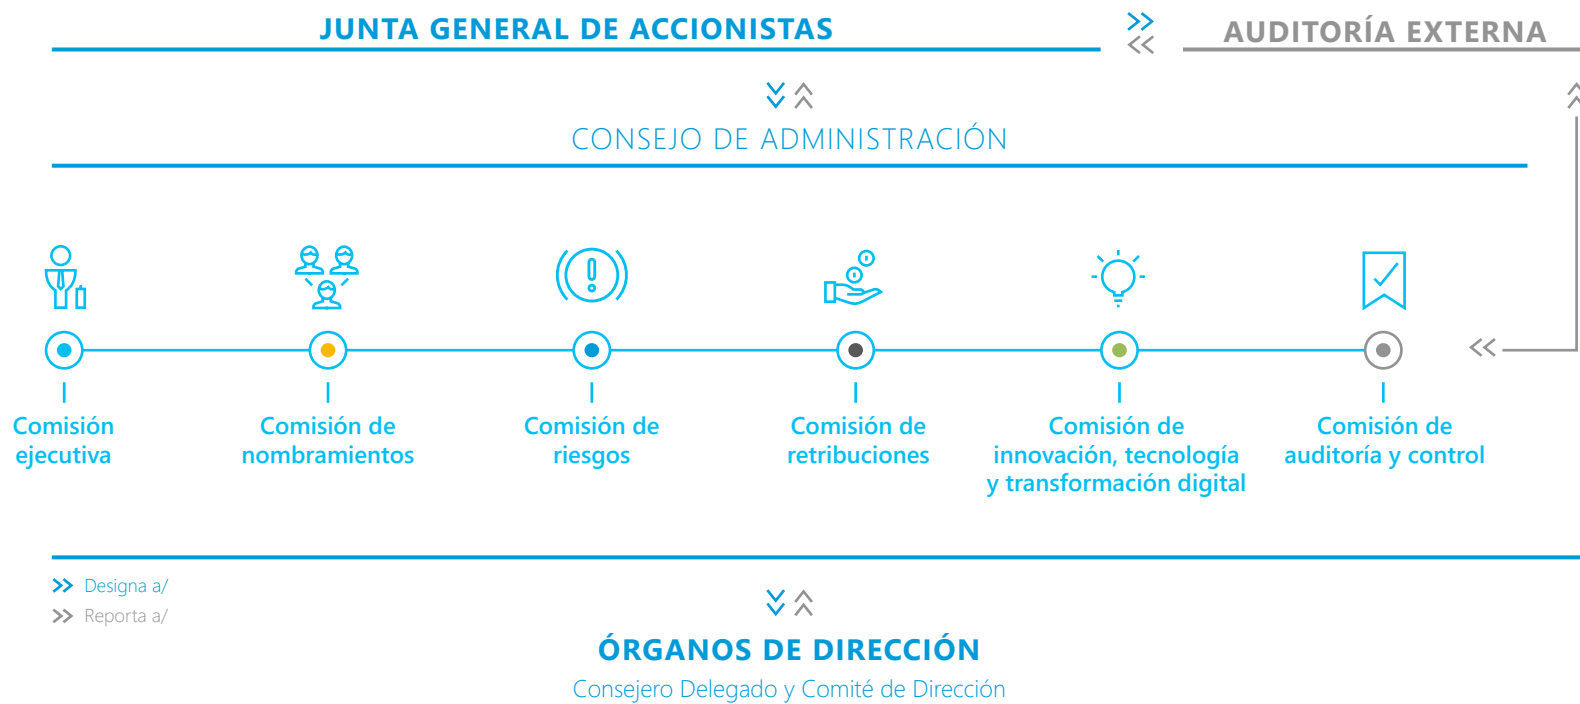 JUNTA GENERAL DE ACCIONISTAS
AUDITORÍA EXTERNA
CONSEJO DE ADMINISTRACIÓN
Comisión
ejecutiva
Comisión de
nombramientos
Comisión de
riesgos
Comisión de
retribuciones
Comisión de
innovación, tecnología
y transformación digital
Comisión de
auditoría y control
Designa a/
Reporta a/
ÓRGANOS DE DIRECCIÓN
Consejero Delegado y Comité de Dirección